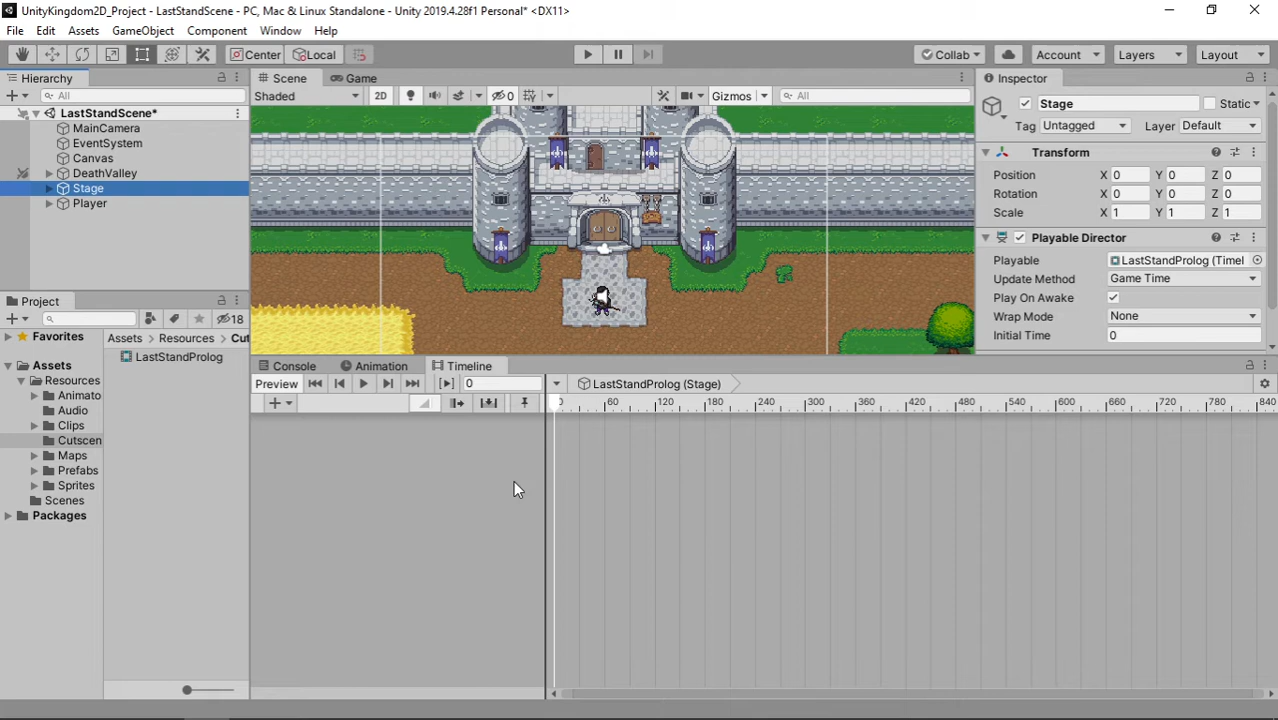 UnityKingdom2D_Project - LastStandScene - PC, Mac & Linux Standalone - Unity 2019.4.28f1 Personal* <DX11>
File Edit Assets GameObject Component Window Help
Center Local Collab Account Layers Layout
Hierarchy
All
LastStandScene*
MainCamera
EventSystem
Canvas
DeathValley
Stage
Player
Scene Game
Shaded 2D 0 Gizmos All
Inspector
Stage Static
Tag Untagged Layer Default
Transform
Position X 0 Y 0 Z 0
Rotation X 0 Y 0 Z 0
Scale X 1 Y 1 Z 1
Playable Director
Playable LastStandProlog (Timel
Update Method Game Time
Play On Awake
Wrap Mode None
Initial Time 0
Project
18
Favorites
Assets
Resources
Animato
Audio
Clips
Cutscen
Maps
Prefabs
Sprites
Scenes
Packages
Assets > Resources > Cut
LastStandProlog
Console Animation Timeline
Preview 0 LastStandProlog (Stage)
0 60 120 180 240 300 360 420 480 540 600 660 720 780 840